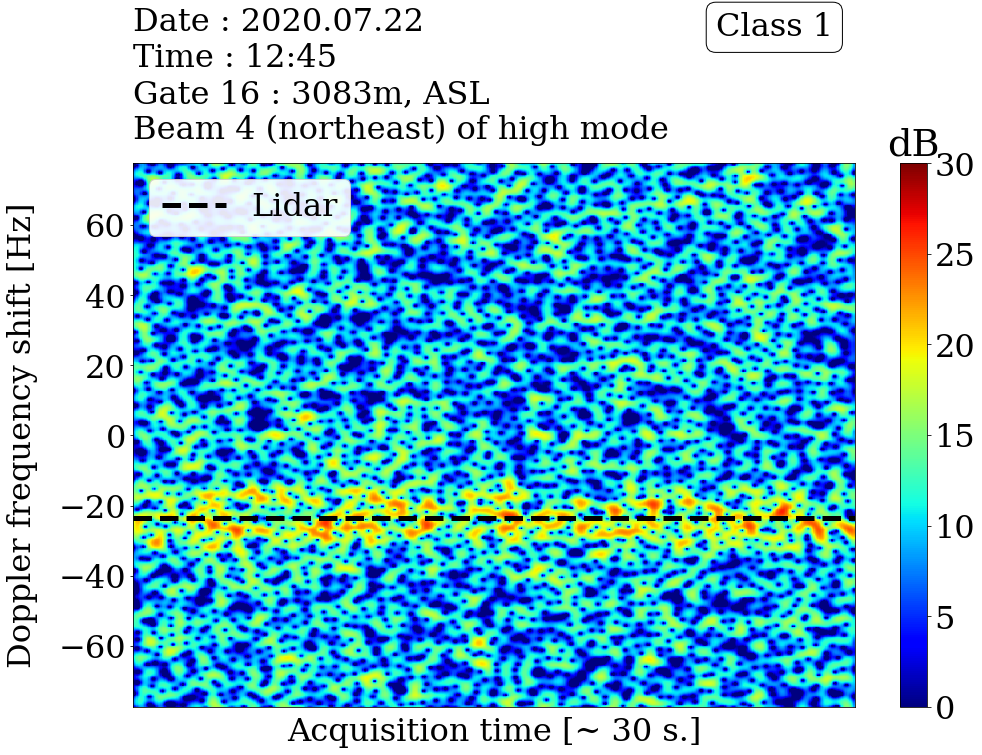 Date : 2020.07.22
Time : 12:45
Gate 16 : 3083m, ASL
Beam 4 (northeast) of high mode
Class 1
dB
Lidar
Doppler frequency shift [Hz]
60
40
20
0
−20
−40
−60
30
25
20
15
10
5
0
Acquisition time [~ 30 s.]